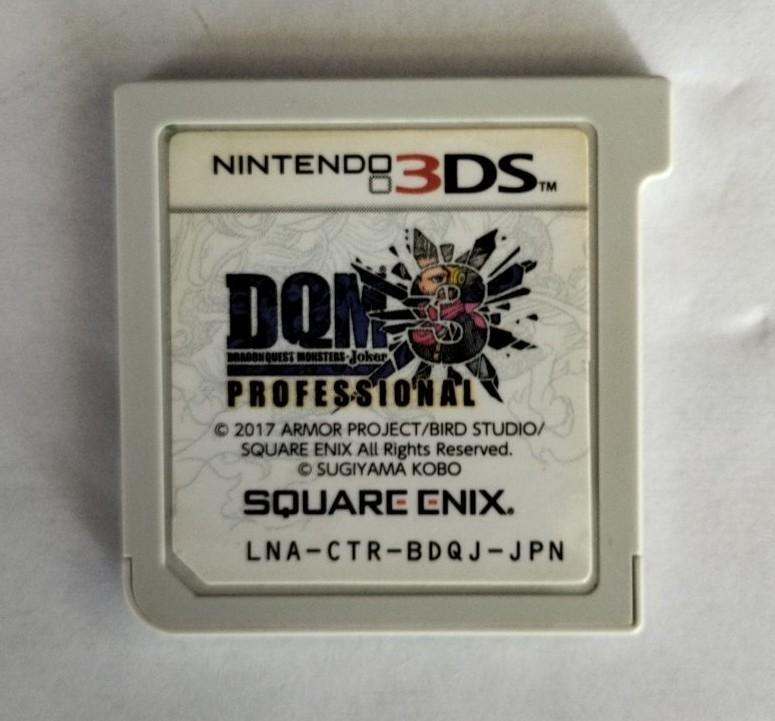 NINTENDO 3DS™
DQM 3
DRAGON QUEST MONSTERS-Joker
PROFESSIONAL
© 2017 ARMOR PROJECT/BIRD STUDIO/
SQUARE ENIX All Rights Reserved.
© SUGIYAMA KOBO
SQUARE ENIX.
LNA-CTR-BDQJ-JPN